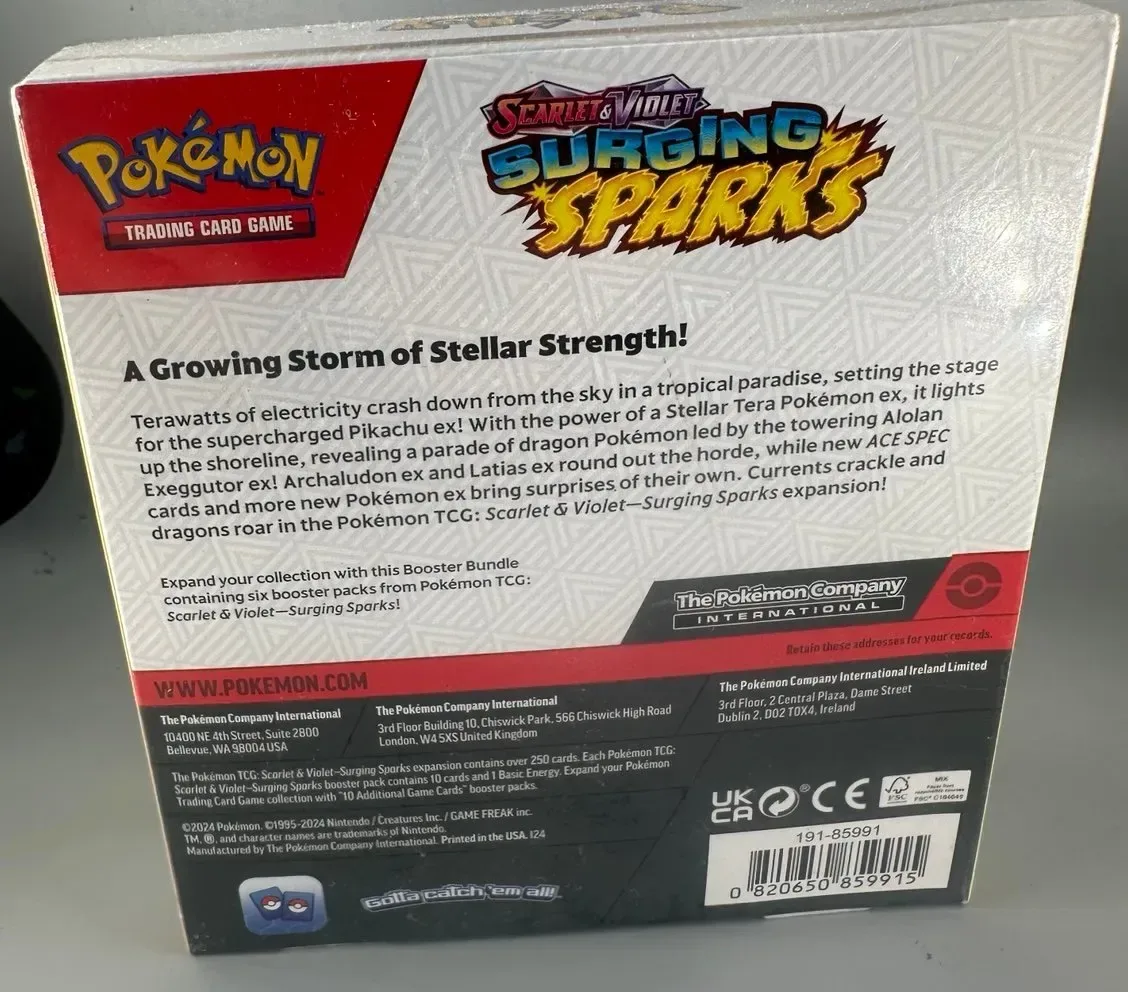 POKÉMON
TRADING CARD GAME
SCARLET & VIOLET
SURGING
SPARKS
A Growing Storm of Stellar Strength!
Terawatts of electricity crash down from the sky in a tropical paradise, setting the stage
for the supercharged Pikachu ex! With the power of a Stellar Tera Pokémon ex, it lights
up the shoreline, revealing a parade of dragon Pokémon led by the towering Alolan
Exeggutor ex! Archaludon ex and Latias ex round out the horde, while new ACE SPEC
cards and more new Pokémon ex bring surprises of their own. Currents crackle and
dragons roar in the Pokémon TCG: Scarlet & Violet—Surging Sparks expansion!
Expand your collection with this Booster Bundle
containing six booster packs from Pokémon TCG:
Scarlet & Violet—Surging Sparks!
The Pokémon Company
INTERNATIONAL
Retain these addresses for your records.
WWW.POKEMON.COM
The Pokémon Company International
10400 NE 4th Street, Suite 2800
Bellevue, WA 98004 USA
The Pokémon Company International
3rd Floor Building 10, Chiswick Park, 566 Chiswick High Road
London, W4 5XS United Kingdom
The Pokémon Company International Ireland Limited
3rd Floor, 2 Central Plaza, Dame Street
Dublin 2, D02 T0X4, Ireland
The Pokémon TCG: Scarlet & Violet—Surging Sparks expansion contains over 250 cards. Each Pokémon TCG:
Scarlet & Violet—Surging Sparks booster pack contains 10 cards and 1 Basic Energy. Expand your Pokémon
Trading Card Game collection with "10 Additional Game Cards" booster packs.
©2024 Pokémon. ©1995-2024 Nintendo / Creatures Inc. / GAME FREAK inc.
TM, ®, and character names are trademarks of Nintendo.
Manufactured by The Pokémon Company International. Printed in the USA. 124
Gotta catch 'em all!
UK
CA
®
CE
FSC
MIX
Paper from
responsible sources
191-85991
0 820650 859915